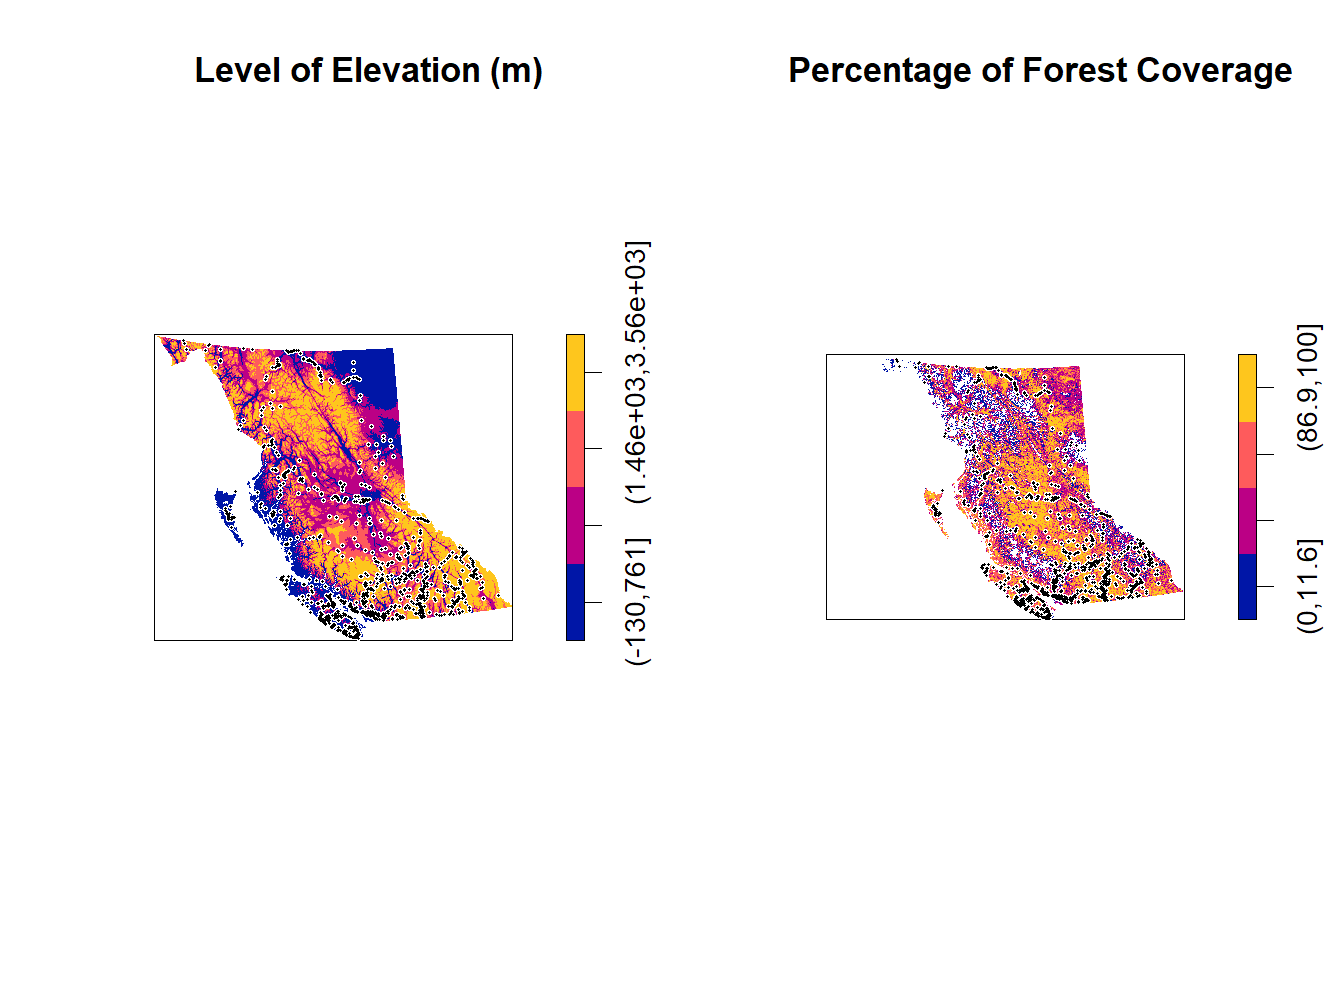 Level of Elevation (m)
(-130,761]
(1.46e+03,3.56e+03]
Percentage of Forest Coverage
(0,11.6]
(86.9,100]